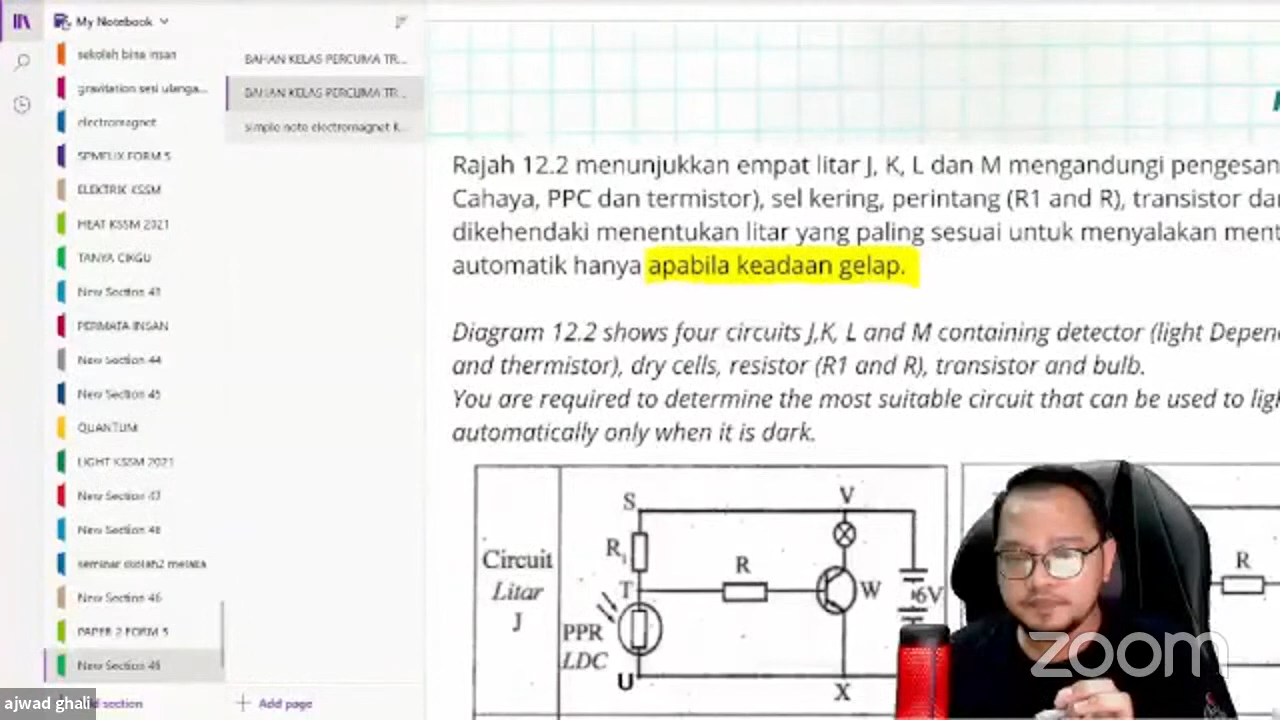 My Notebook
sekolah bina insan
gravitation sesi ulanga...
electromagnet
SPMFLIX FORM 5
ELEKTRIK KSSM
HEAT KSSM 2021
TANYA CIKGU
New Section 43
PERMATA INSAN
New Section 44
New Section 45
QUANTUM
LIGHT KSSM 2021
New Section 47
New Section 48
seminar melaka
New Section 46
PAPER 2 FORM 5
New Section 49
section
BAHAN KELAS PERCUMA TR...
BAHAN KELAS PERCUMA TR...
simple note electromagnet K...
Add page
Rajah 12.2 menunjukkan empat litar J, K, L dan M mengandungi pengesan
Cahaya, PPC dan termistor), sel kering, perintang (R1 and R), transistor
dikehendaki menentukan litar yang paling sesuai untuk menyalakan
automatik hanya apabila keadaan gelap.
Diagram 12.2 shows four circuits J,K, L and M containing detector (light
and thermistor), dry cells, resistor (R1 and R), transistor and bulb.
You are required to determine the most suitable circuit that can be used to
automatically only when it is dark.
Circuit
Litar
J
S
V
R1
R
T
W
6V
PPR
LDC
U
X
R
zoom
ajwad ghali